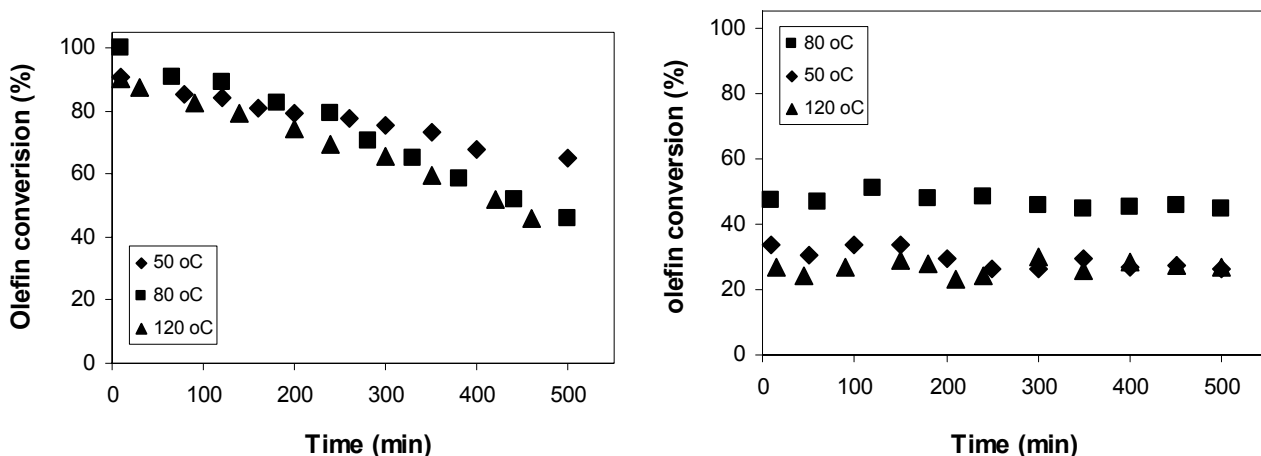 Olefin converision (%)
100
80
60
40
20
0
50 oC
80 oC
120 oC
0 100 200 300 400 500
Time (min)
olefin conversion (%)
100
80
60
40
20
0
80 oC
50 oC
120 oC
0 100 200 300 400 500
Time (min)